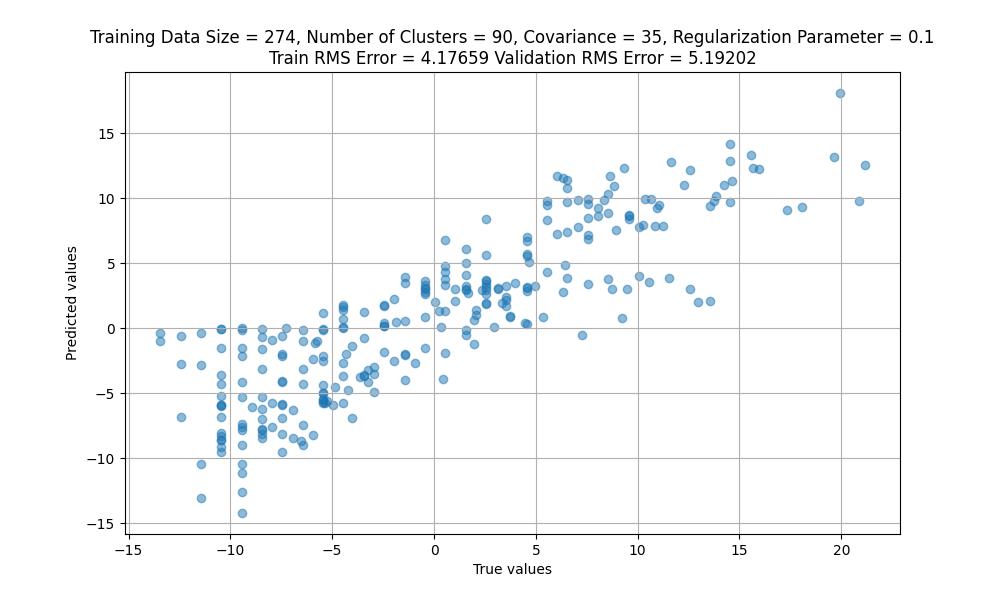 Training Data Size = 274, Number of Clusters = 90, Covariance = 35, Regularization Parameter = 0.1
Train RMS Error = 4.17659 Validation RMS Error = 5.19202
Predicted values
15
10
5
0
−5
−10
−15
−15 −10 −5 0 5 10 15 20
True values